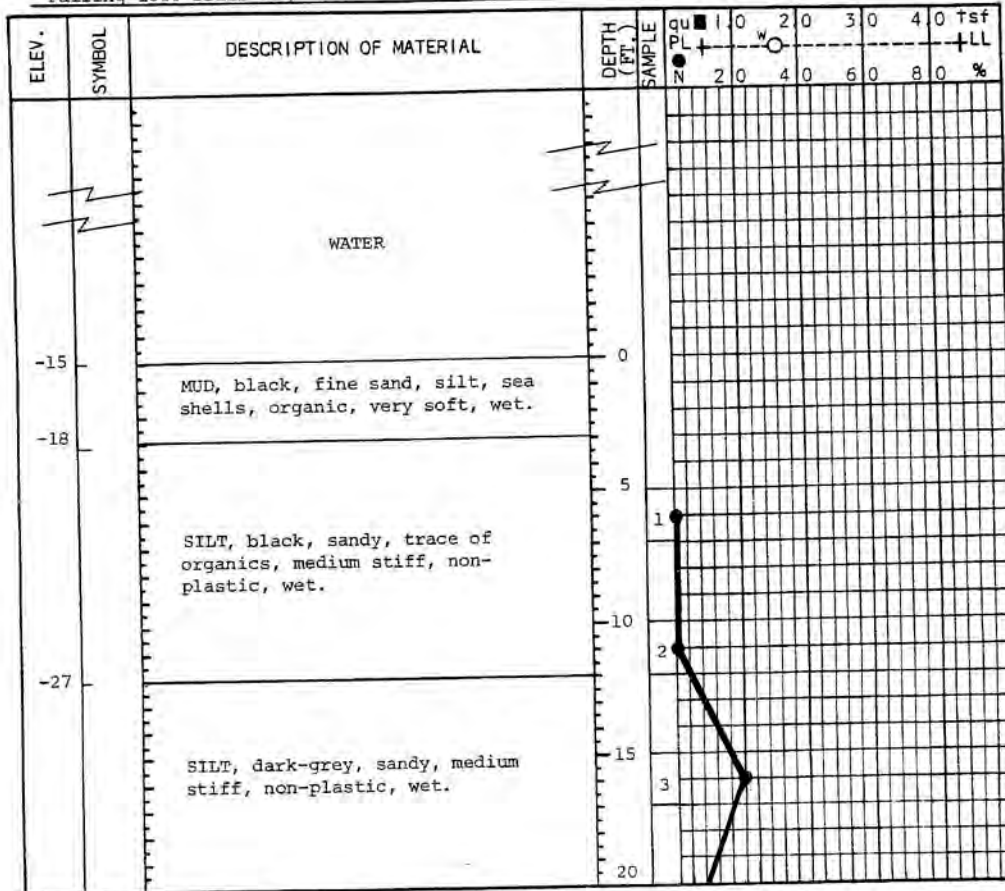 ELEV.
SYMBOL
DESCRIPTION OF MATERIAL
DEPTH
(FT.)
SAMPLE
qu ■ 1.0 2.0 3.0 4.0 tsf
PL + W + LL
● N 20 40 60 80 %
WATER
0
-15
MUD, black, fine sand, silt, sea
shells, organic, very soft, wet.
-18
5
1
SILT, black, sandy, trace of
organics, medium stiff, non-
plastic, wet.
10
2
-27
15
SILT, dark-grey, sandy, medium
stiff, non-plastic, wet.
3
20